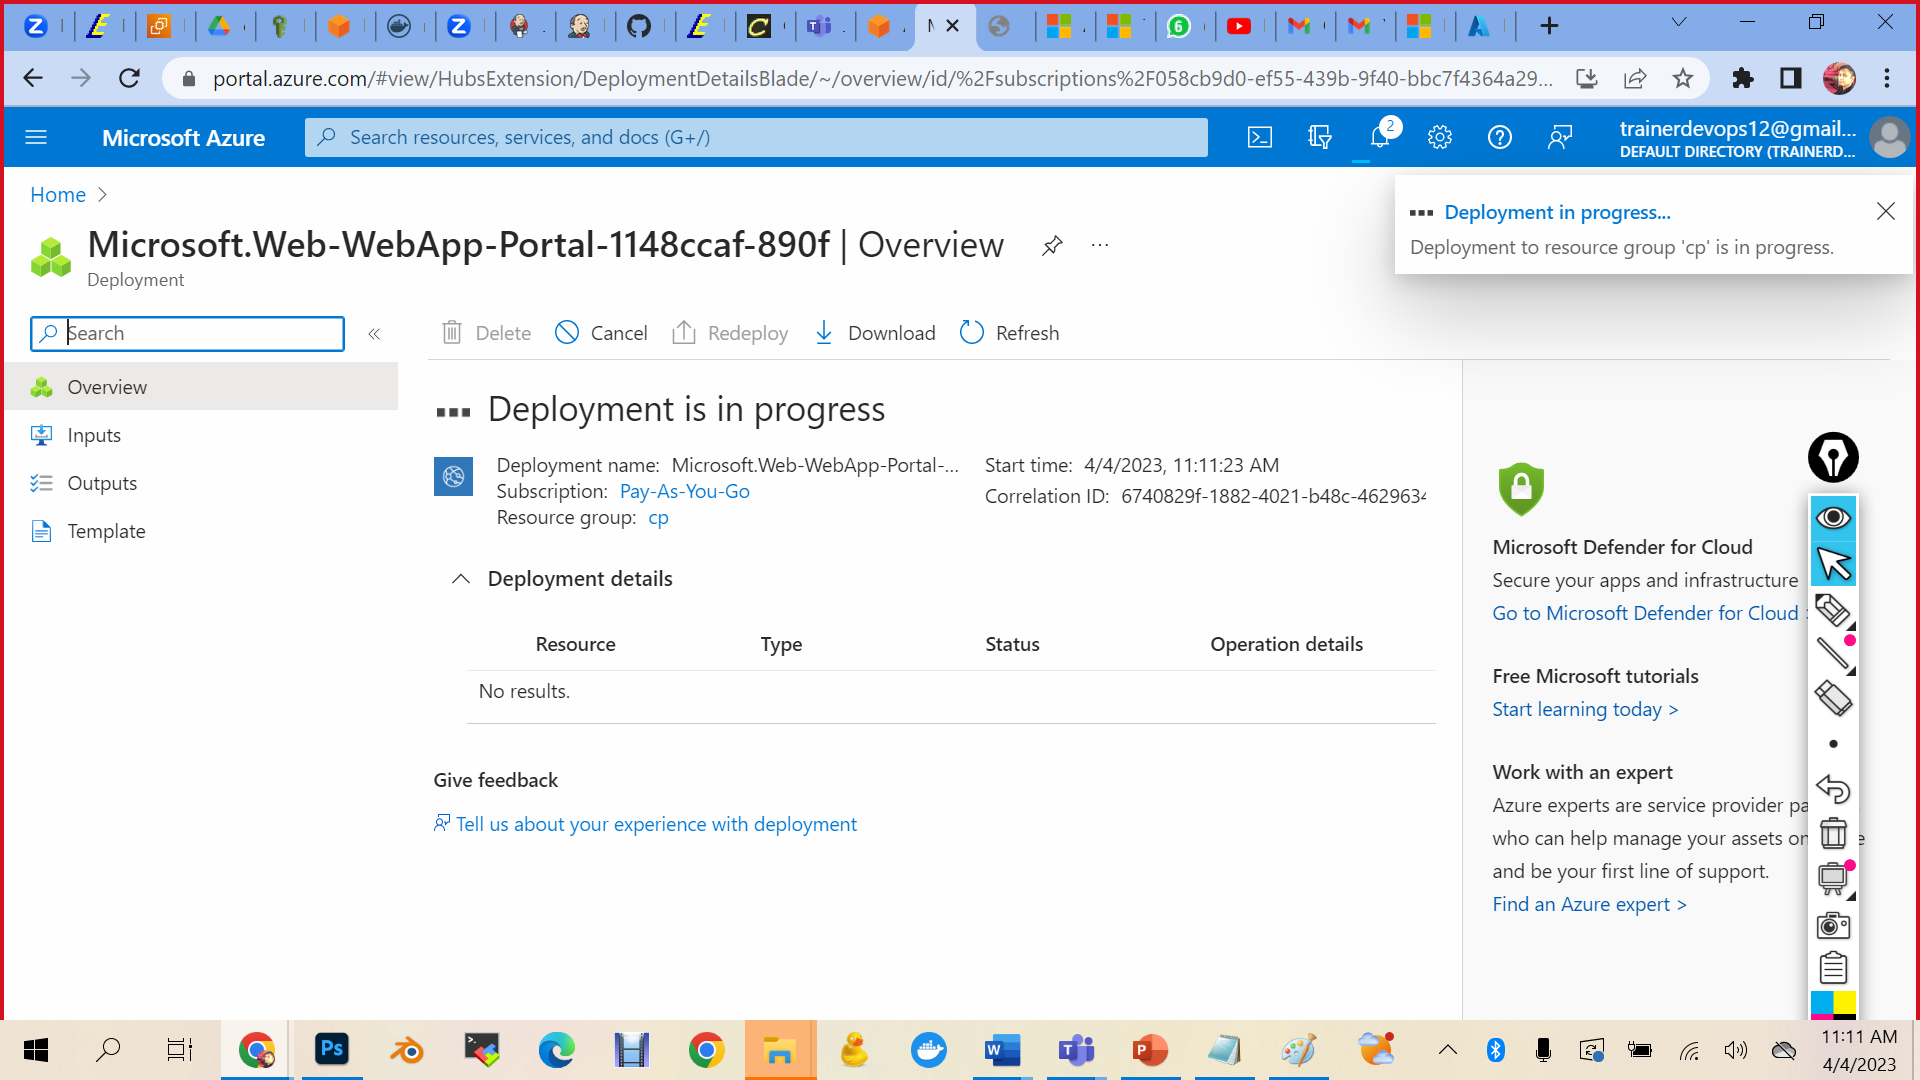 portal.azure.com/#view/HubsExtension/DeploymentDetailsBlade/~/overview/id/%2Fsubscriptions%2F058cb9d0-ef55-439b-9f40-bbc7f4364a29...
Microsoft Azure
Search resources, services, and docs (G+/)
2
trainerdevops12@gmail...
DEFAULT DIRECTORY (TRAINERD...
Home
Deployment in progress...
Deployment to resource group 'cp' is in progress.
Microsoft.Web-WebApp-Portal-1148ccaf-890f | Overview
Deployment
Search
Delete
Cancel
Redeploy
Download
Refresh
Overview
Inputs
Outputs
Template
Deployment is in progress
Deployment name: Microsoft.Web-WebApp-Portal-...
Subscription: Pay-As-You-Go
Resource group: cp
Start time: 4/4/2023, 11:11:23 AM
Correlation ID: 6740829f-1882-4021-b48c-4629634
Deployment details
Resource Type Status Operation details
No results.
Give feedback
Tell us about your experience with deployment
Microsoft Defender for Cloud
Secure your apps and infrastructure
Go to Microsoft Defender for Cloud >
Free Microsoft tutorials
Start learning today >
Work with an expert
Azure experts are service provider pa
who can help manage your assets on e
and be your first line of support.
Find an Azure expert >
11:11 AM
4/4/2023